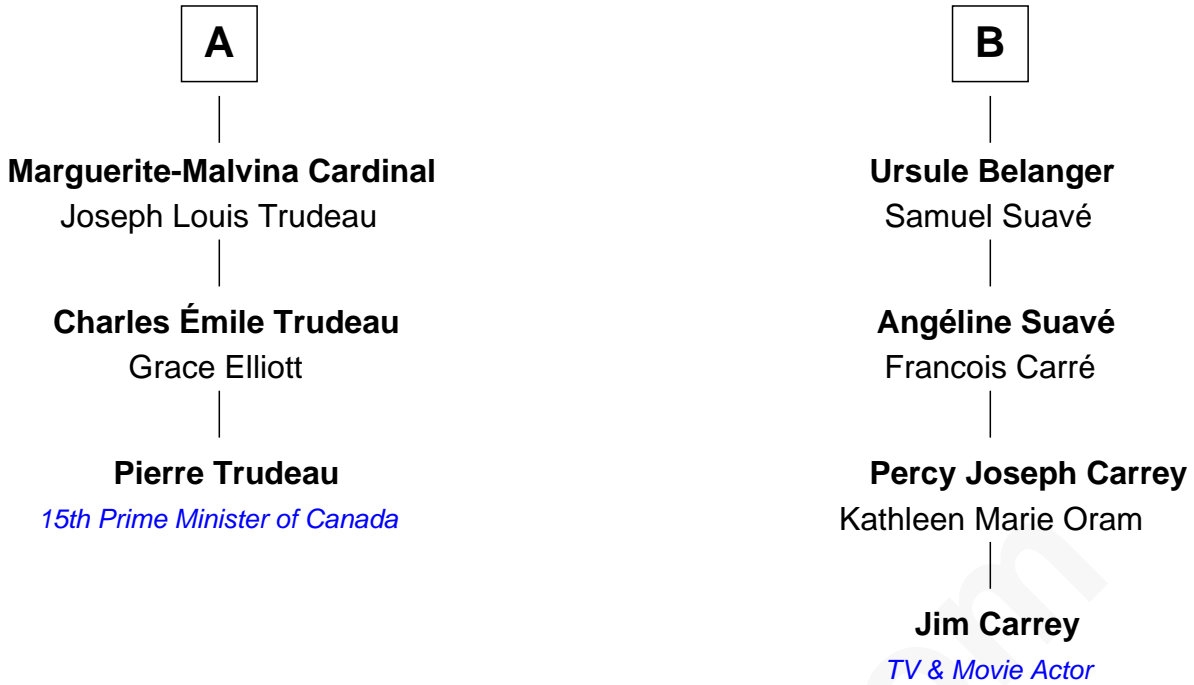 A
Marguerite-Malvina Cardinal
Joseph Louis Trudeau
Charles Émile Trudeau
Grace Elliott
Pierre Trudeau
15th Prime Minister of Canada
B
Ursule Belanger
Samuel Suavé
Angéline Suavé
Francois Carré
Percy Joseph Carrey
Kathleen Marie Oram
Jim Carrey
TV & Movie Actor
om